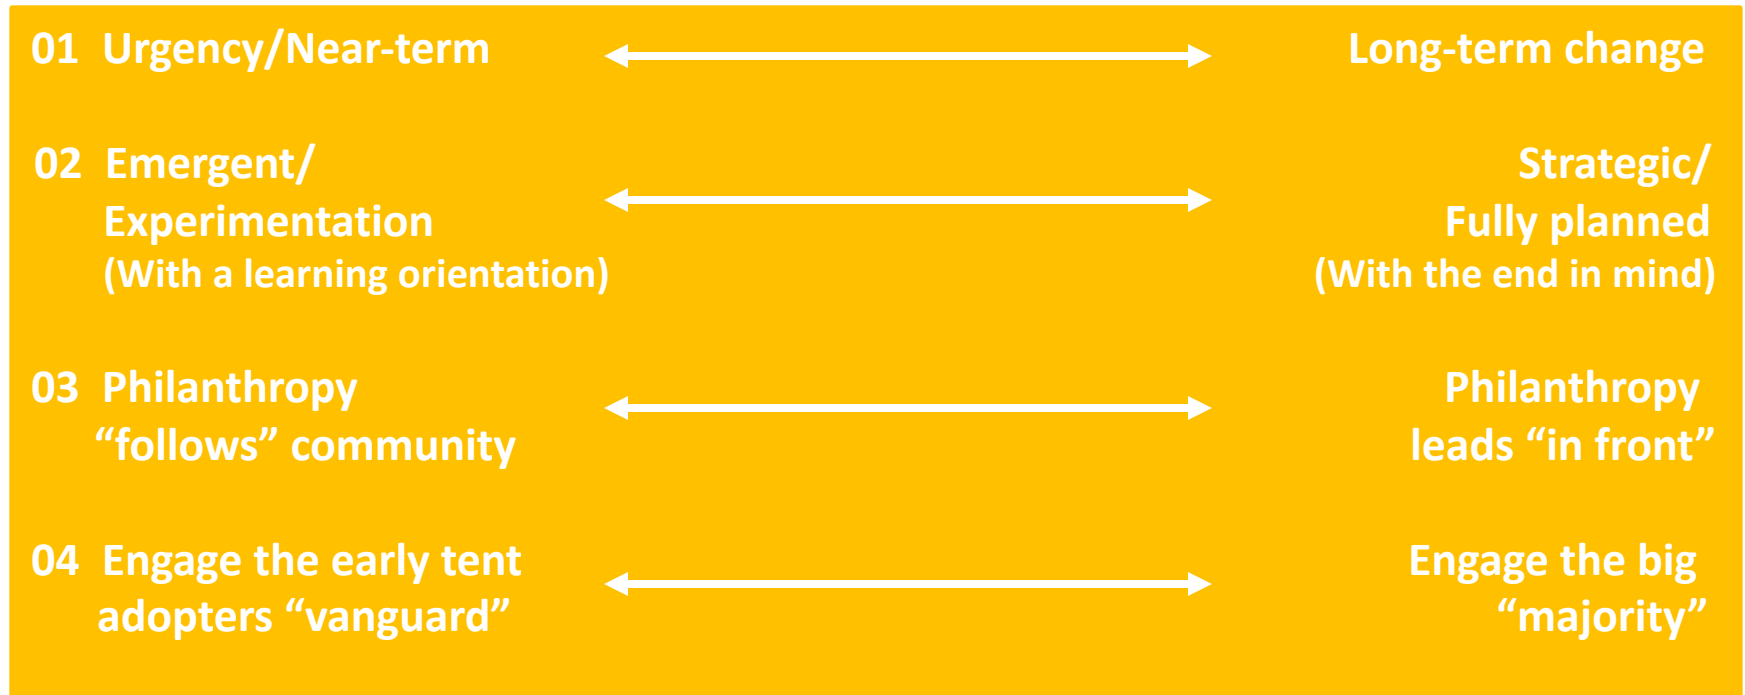 01 Urgency/Near-term Long-term change
02 Emergent/ Strategic/
Experimentation Fully planned
(With a learning orientation) (With the end in mind)
03 Philanthropy Philanthropy
“follows” community leads “in front”
04 Engage the early tent Engage the big
adopters “vanguard” “majority”